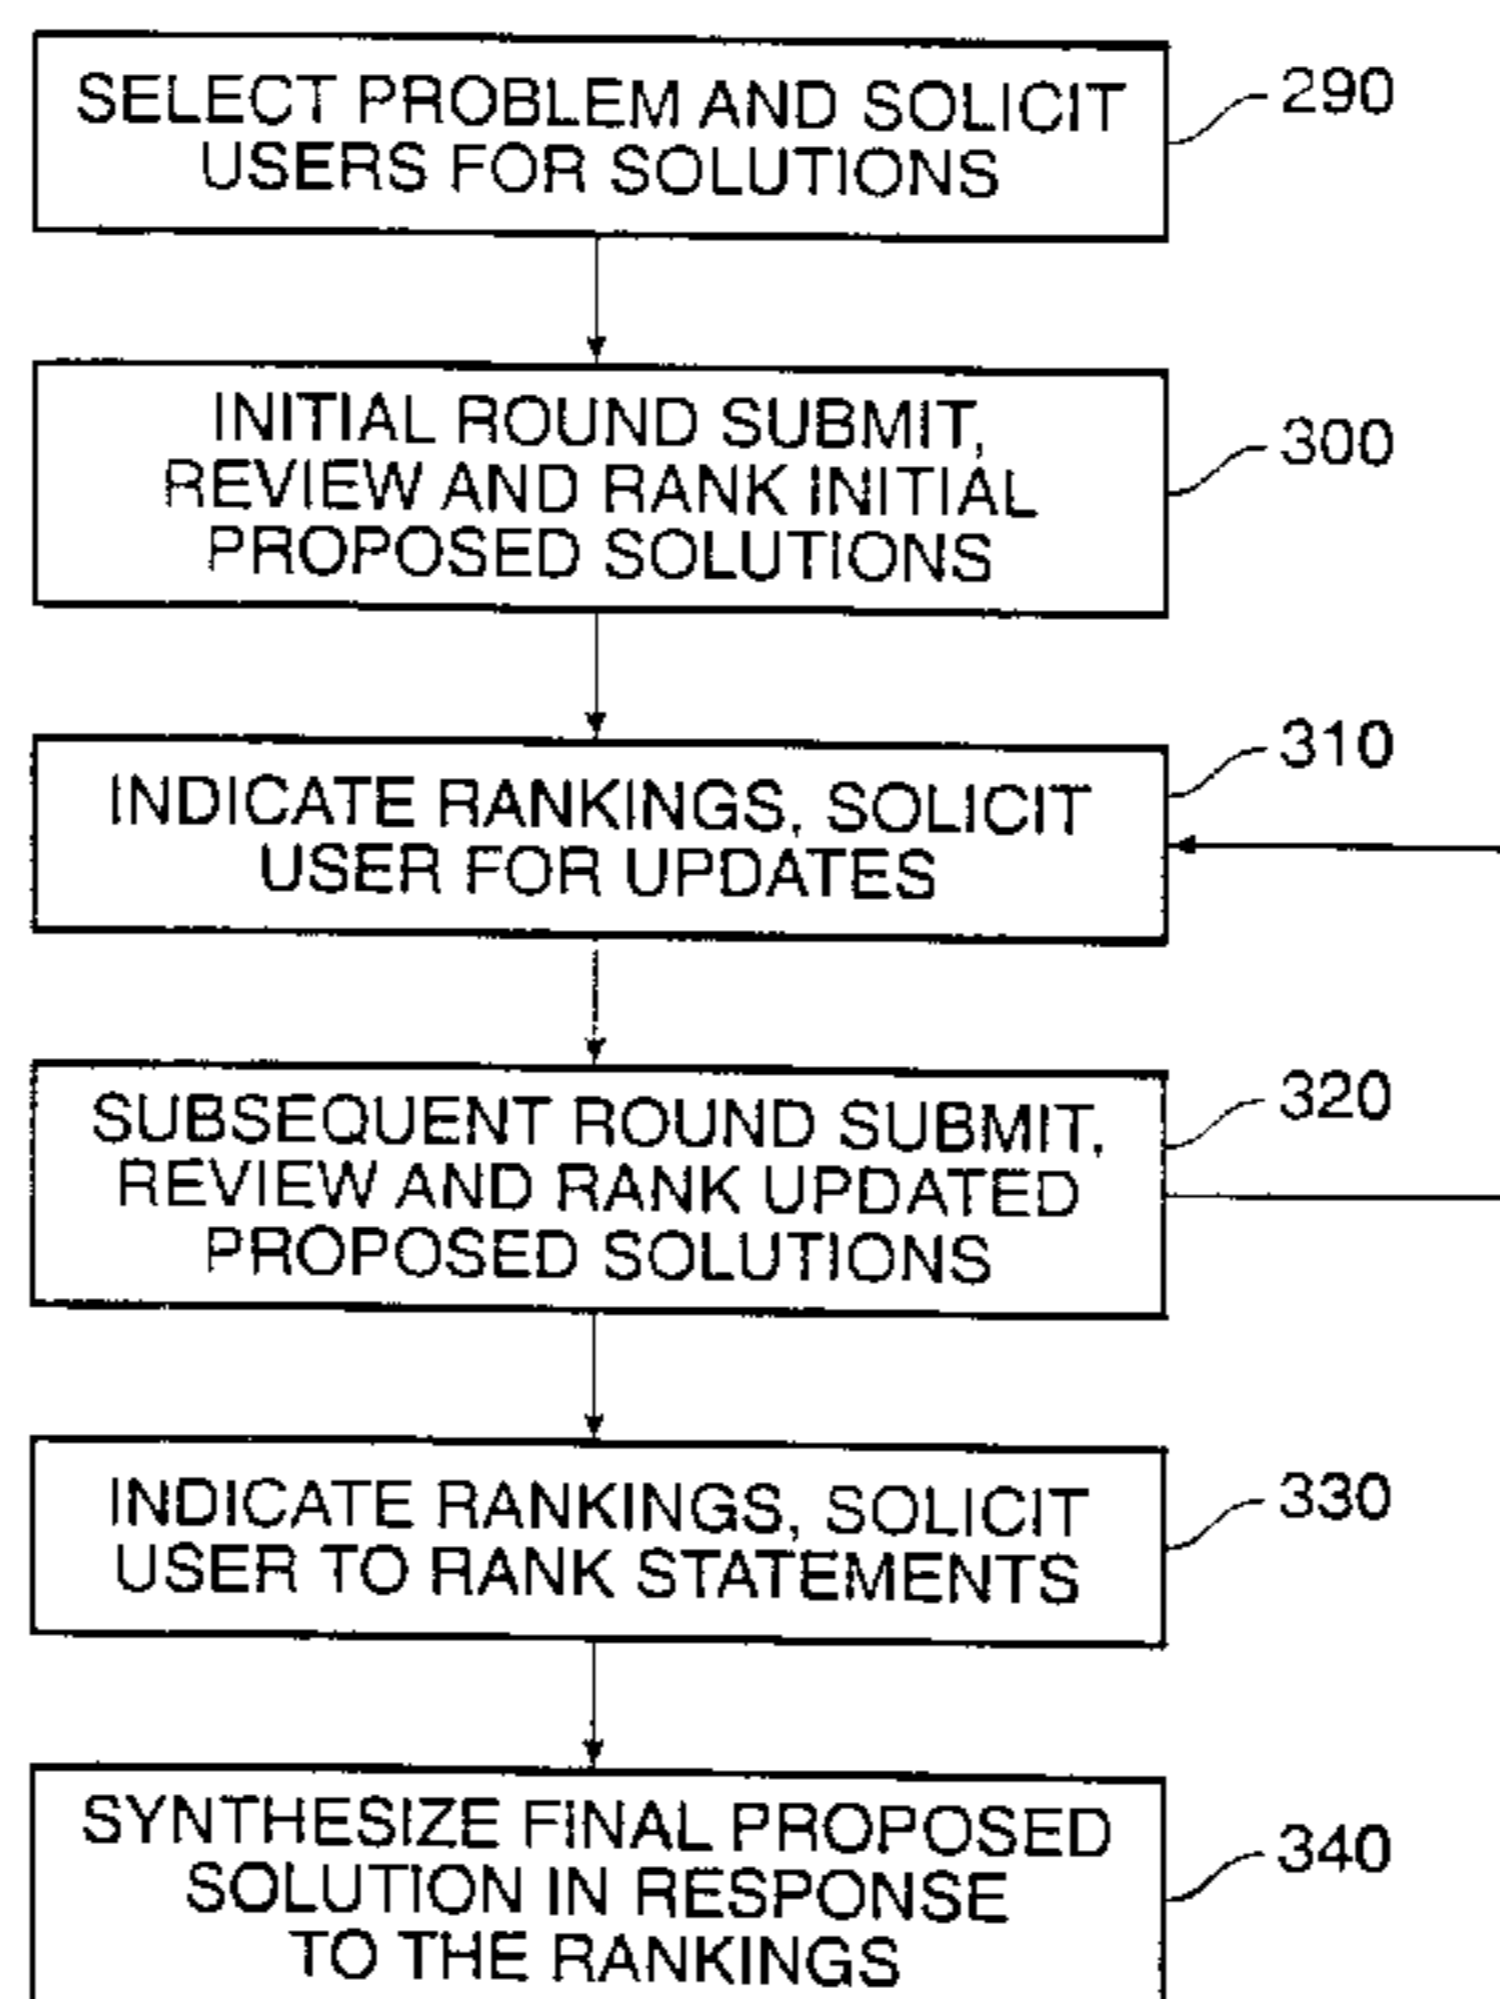 SELECT PROBLEM AND SOLICIT
USERS FOR SOLUTIONS
290
INITIAL ROUND SUBMIT,
REVIEW AND RANK INITIAL
PROPOSED SOLUTIONS
300
INDICATE RANKINGS, SOLICIT
USER FOR UPDATES
310
SUBSEQUENT ROUND SUBMIT,
REVIEW AND RANK UPDATED
PROPOSED SOLUTIONS
320
INDICATE RANKINGS, SOLICIT
USER TO RANK STATEMENTS
330
SYNTHESIZE FINAL PROPOSED
SOLUTION IN RESPONSE
TO THE RANKINGS
340